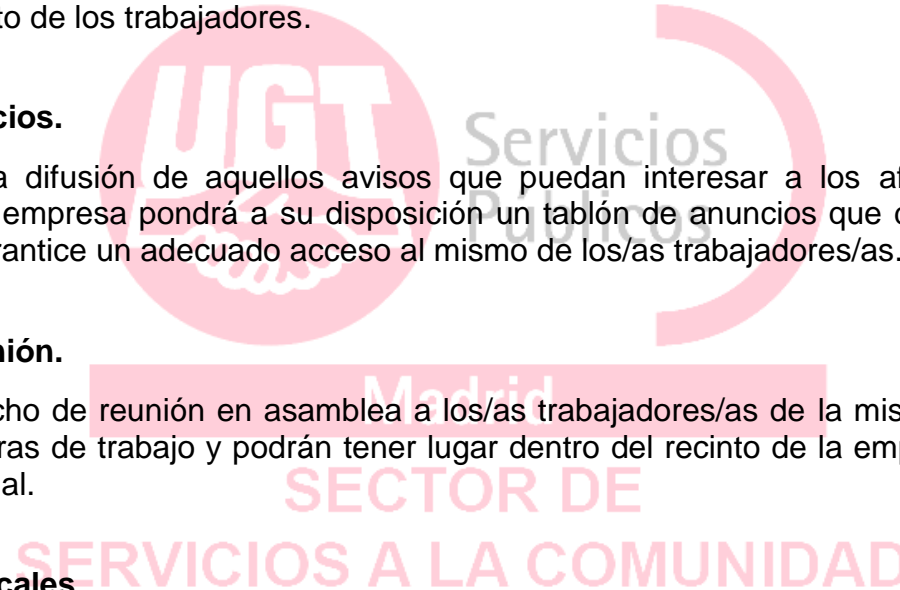 to de los trabajadores.
cios.
a difusión de aquellos avisos que puedan interesar a los af
empresa pondrá a su disposición un tablón de anuncios que
rantice un adecuado acceso al mismo de los/as trabajadores/as.
nión.
cho de reunión en asamblea a los/as trabajadores/as de la mis
ras de trabajo y podrán tener lugar dentro del recinto de la emp
al.
cales
UGT
Servicios
Públicos
Madrid
SECTOR DE
SERVICIOS A LA COMUNIDAD